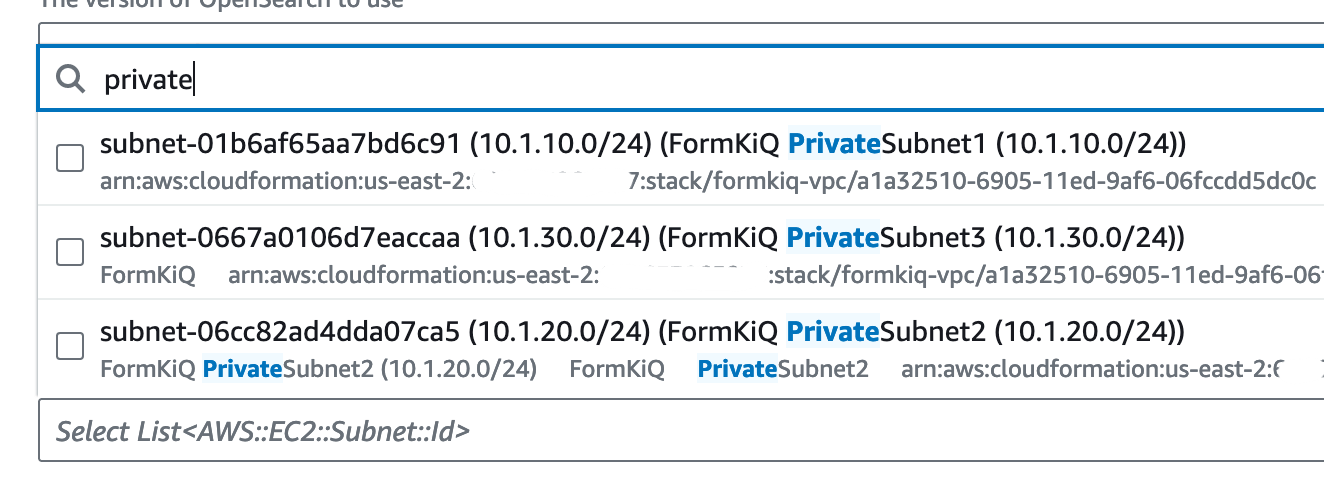 The version of OpenSearch to use
private
subnet-01b6af65aa7bd6c91 (10.1.10.0/24) (FormKiQ PrivateSubnet1 (10.1.10.0/24))
arn:aws:cloudformation:us-east-2: 7:stack/formkiq-vpc/a1a32510-6905-11ed-9af6-06fccdd5dc0c
subnet-0667a0106d7eaccaa (10.1.30.0/24) (FormKiQ PrivateSubnet3 (10.1.30.0/24))
FormKiQ arn:aws:cloudformation:us-east-2: :stack/formkiq-vpc/a1a32510-6905-11ed-9af6-06
subnet-06cc82ad4dda07ca5 (10.1.20.0/24) (FormKiQ PrivateSubnet2 (10.1.20.0/24))
FormKiQ PrivateSubnet2 (10.1.20.0/24) FormKiQ PrivateSubnet2 arn:aws:cloudformation:us-east-2:
Select List<AWS::EC2::Subnet::Id>